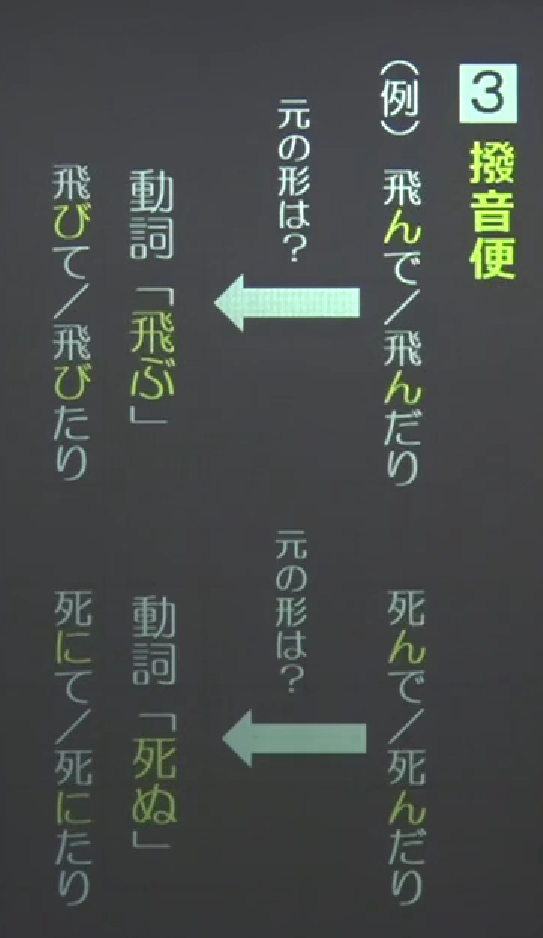 3 撥音便
（例） 飛んで／飛んだり
死んで／死んだり
元の形は？
元の形は？
動詞「飛ぶ」
動詞「死ぬ」
飛びて／飛びたり
死にて／死にたり